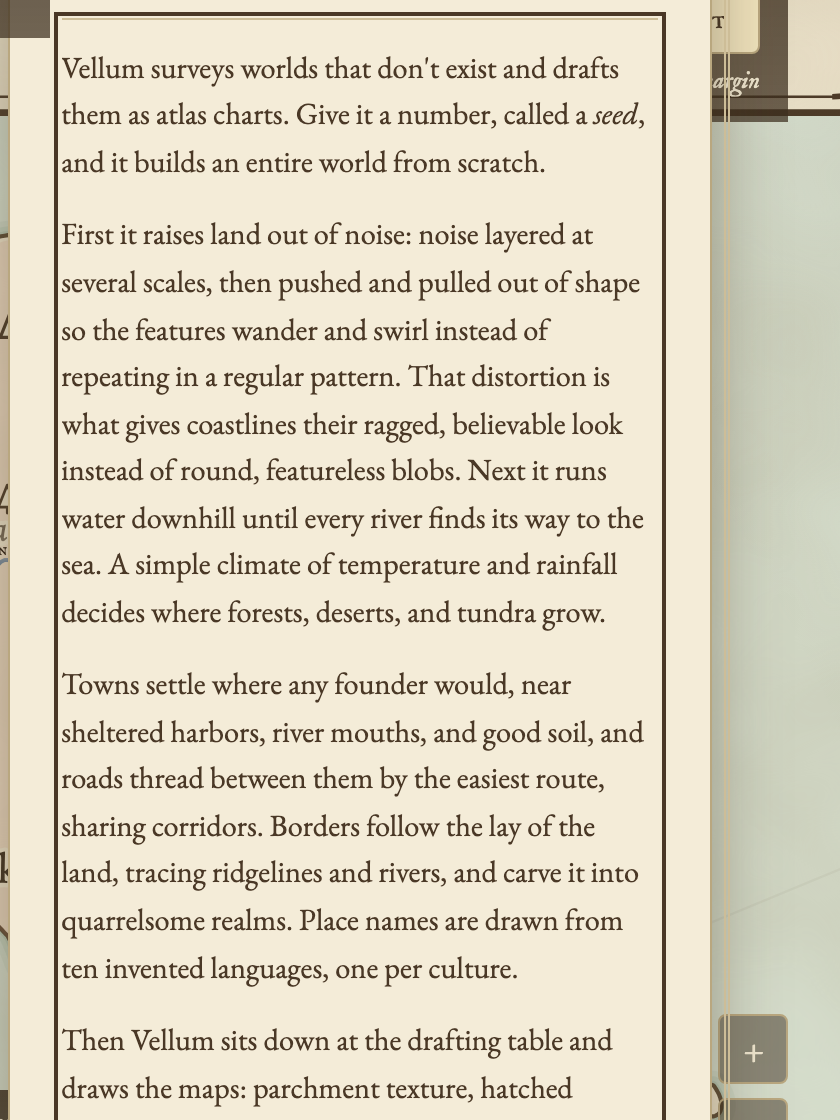 Vellum surveys worlds that don't exist and drafts
them as atlas charts. Give it a number, called a seed,
and it builds an entire world from scratch.
First it raises land out of noise: noise layered at
several scales, then pushed and pulled out of shape
so the features wander and swirl instead of
repeating in a regular pattern. That distortion is
what gives coastlines their ragged, believable look
instead of round, featureless blobs. Next it runs
water downhill until every river finds its way to the
sea. A simple climate of temperature and rainfall
decides where forests, deserts, and tundra grow.
Towns settle where any founder would, near
sheltered harbors, river mouths, and good soil, and
roads thread between them by the easiest route,
sharing corridors. Borders follow the lay of the
land, tracing ridgelines and rivers, and carve it into
quarrelsome realms. Place names are drawn from
ten invented languages, one per culture.
Then Vellum sits down at the drafting table and
draws the maps: parchment texture, hatched
T
argin
+